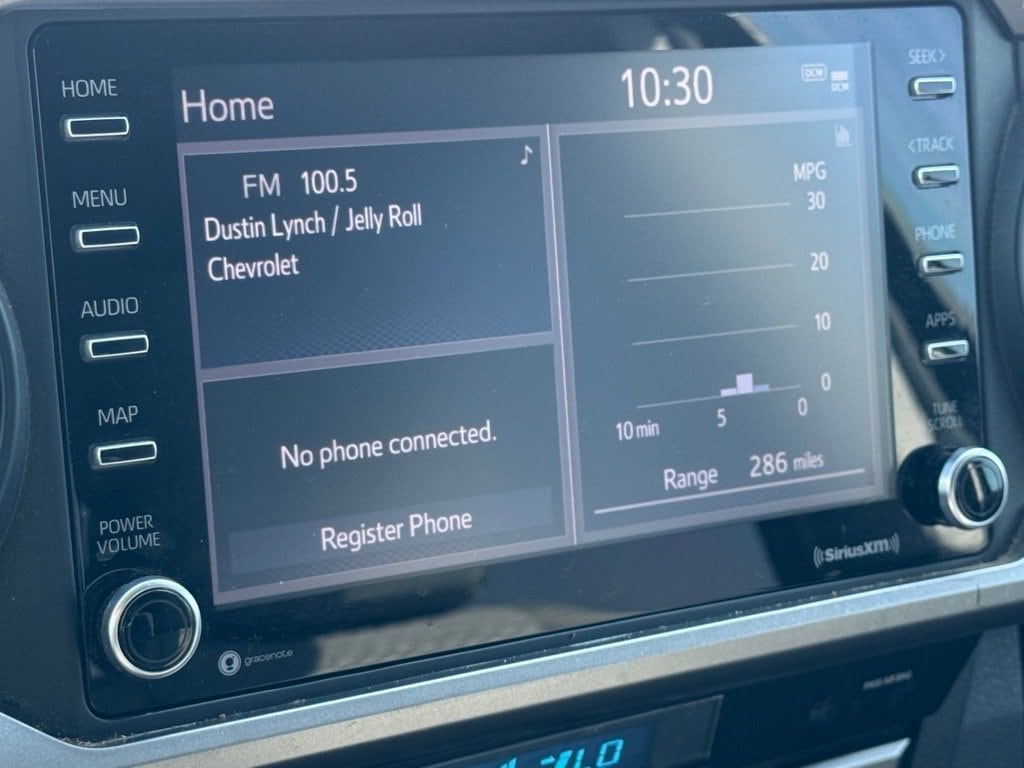 HOME
MENU
AUDIO
MAP
POWER
VOLUME
Home
10:30
DCM
DCM
FM 100.5
Dustin Lynch / Jelly Roll
Chevrolet
No phone connected.
Register Phone
MPG
30
20
10
0
10 min 5 0
Range 286 miles
SEEK >
< TRACK
PHONE
APPS
TUNE
SCROLL
gracenote
SiriusXM